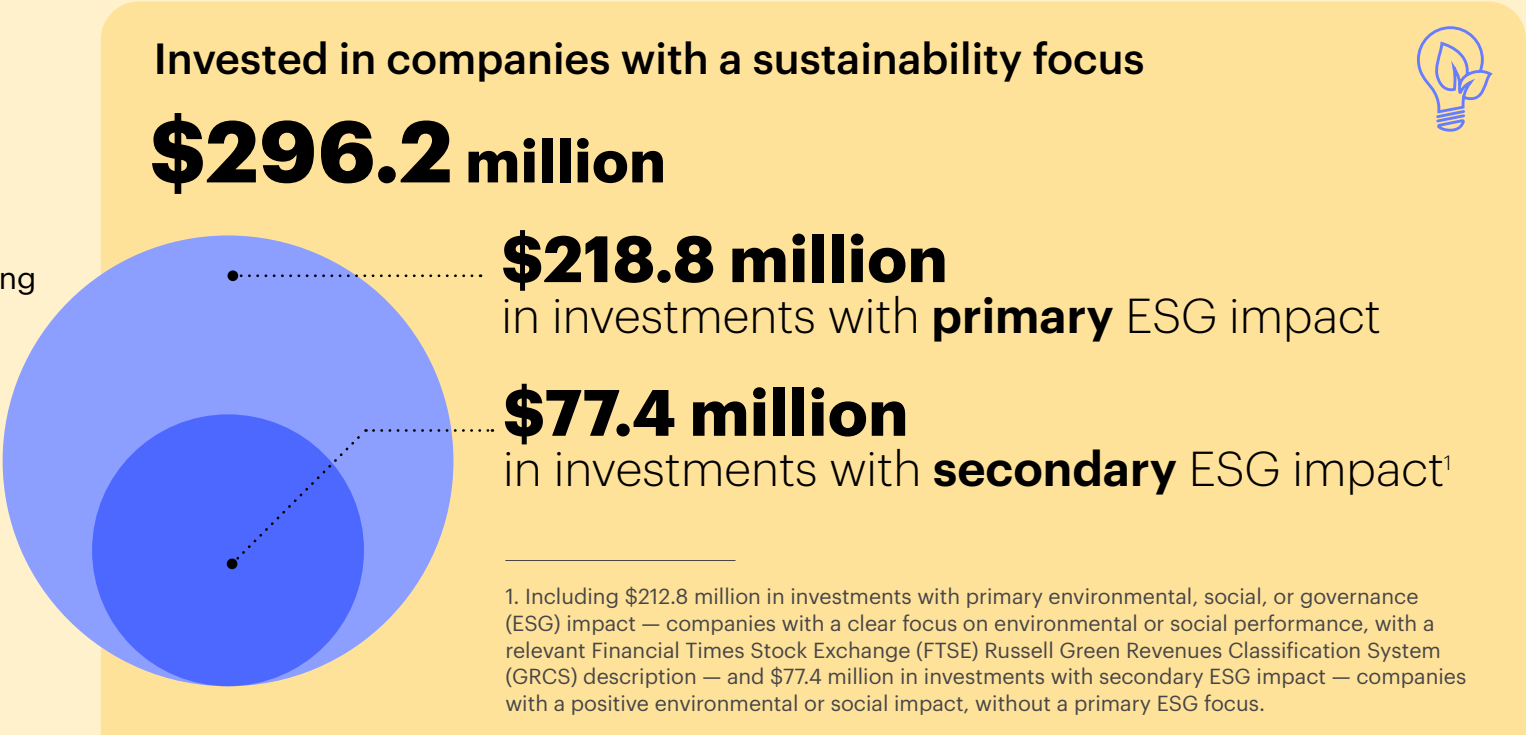 Invested in companies with a sustainability focus
$296.2 million
ng
$218.8 million
in investments with primary ESG impact
$77.4 million
in investments with secondary ESG impact1
1. Including $212.8 million in investments with primary environmental, social, or governance
(ESG) impact — companies with a clear focus on environmental or social performance, with a
relevant Financial Times Stock Exchange (FTSE) Russell Green Revenues Classification System
(GRCS) description — and $77.4 million in investments with secondary ESG impact — companies
with a positive environmental or social impact, without a primary ESG focus.